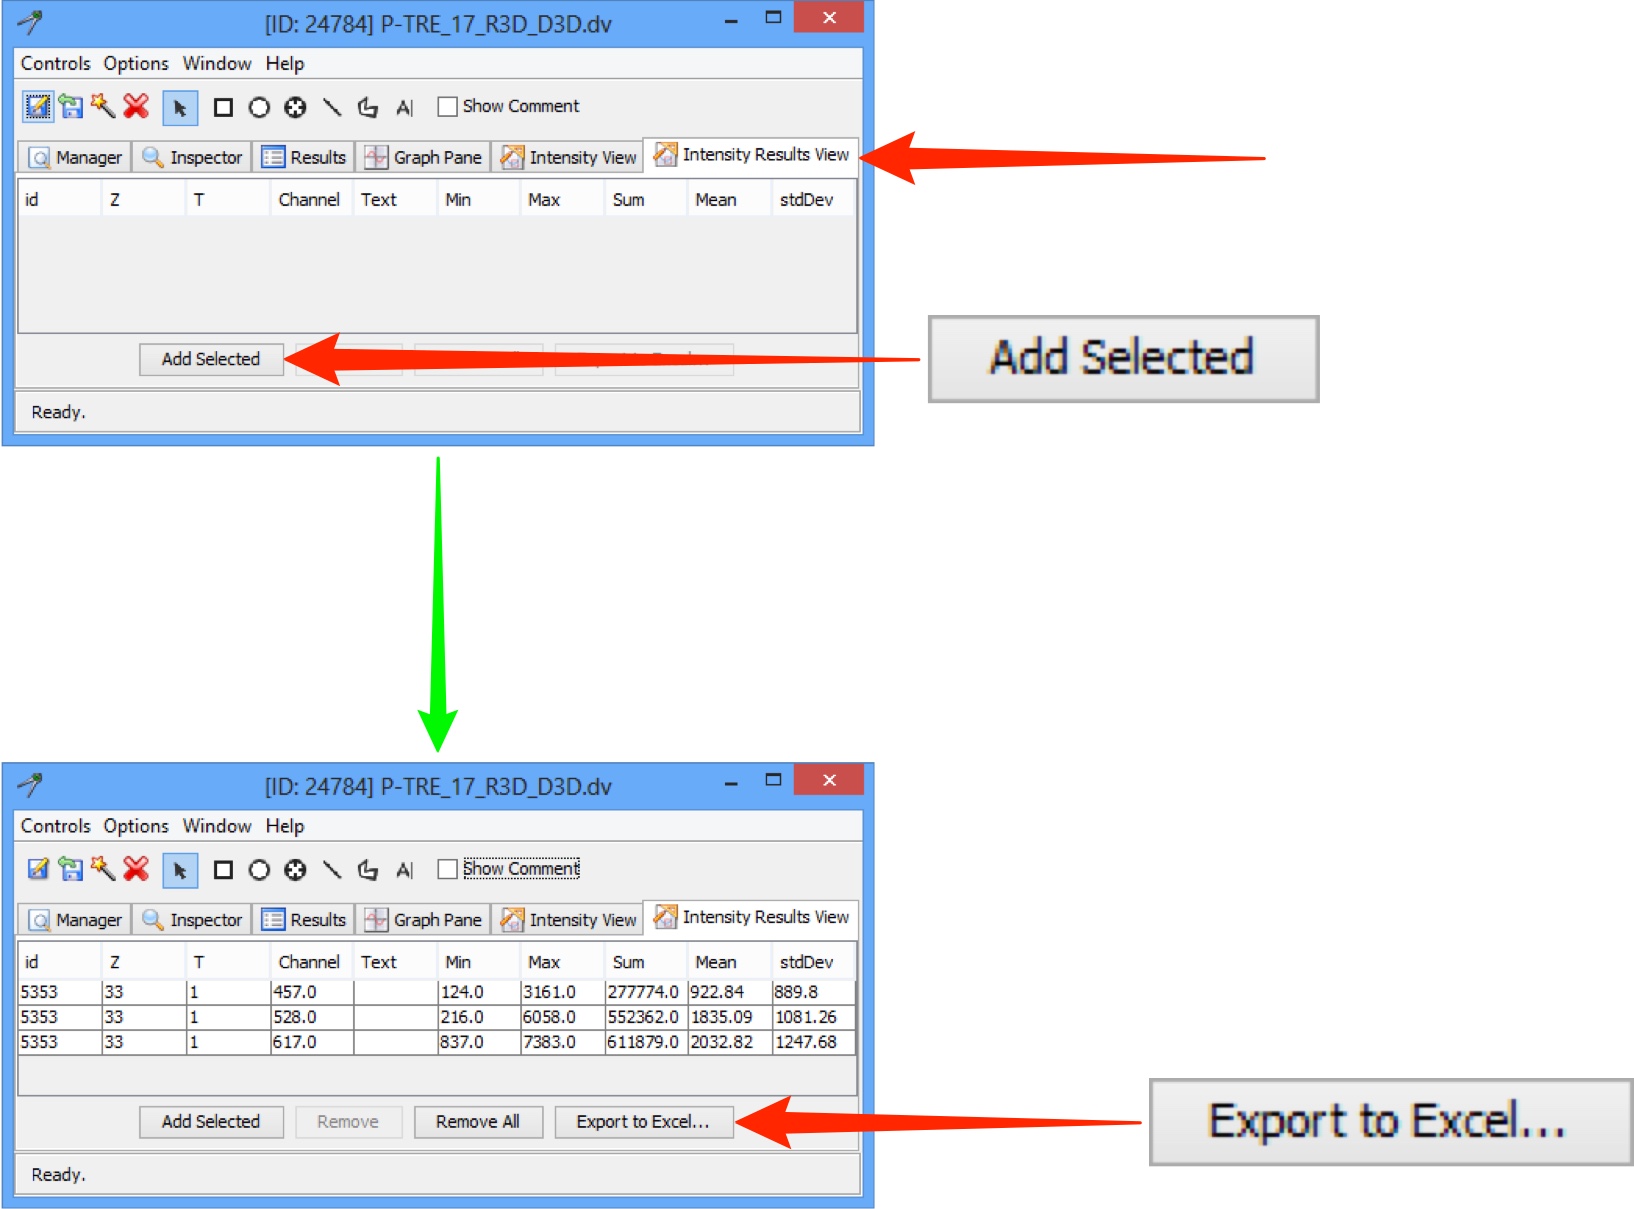 [ID: 24784] P-TRE_17_R3D_D3D.dv
Controls Options Window Help
A Show Comment
Manager Inspector Results Graph Pane Intensity View Intensity Results View
id Z T Channel Text Min Max Sum Mean stdDev
Add Selected
Add Selected
Ready.
[ID: 24784] P-TRE_17_R3D_D3D.dv
Controls Options Window Help
A Show Comment
Manager Inspector Results Graph Pane Intensity View Intensity Results View
id Z T Channel Text Min Max Sum Mean stdDev
5353 33 1 457.0 124.0 3161.0 277774.0 922.84 889.8
5353 33 1 528.0 216.0 6058.0 552362.0 1835.09 1081.26
5353 33 1 617.0 837.0 7383.0 611879.0 2032.82 1247.68
Add Selected Remove Remove All Export to Excel...
Export to Excel...
Ready.